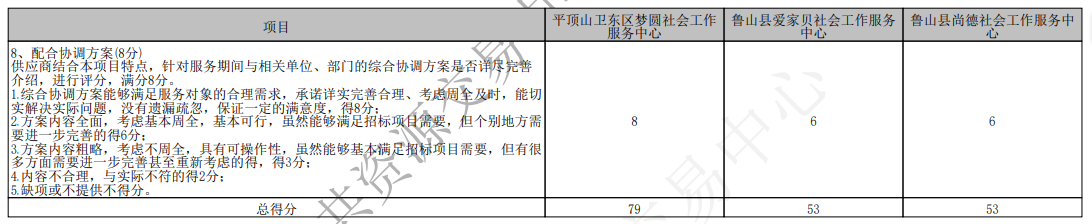 项目
平顶山卫东区梦圆社会工作
服务中心
鲁山县爱家贝社会工作服务
中心
鲁山县尚德社会工作服务中
心
8、配合协调方案(8分)
供应商结合本项目特点，针对服务期间与相关单位、部门的综合协调方案是否详尽完善
介绍，进行评分，满分8分。
1.综合协调方案能够满足服务对象的合理需求，承诺详实完善合理、考虑周全及时，能切
实解决实际问题，没有遗漏疏忽，保证一定的满意度，得8分；
2.方案内容全面，考虑基本周全，基本可行，虽然能够满足招标项目需要，但个别地方需
要进一步完善的得6分；
3.方案内容粗略，考虑不周全，具有可操作性，虽然能够基本满足招标项目需要，但有很
多方面需要进一步完善甚至重新考虑的得，得3分；
4.内容不合理，与实际不符的得2分；
5.缺项或不提供不得分。
8
6
6
总得分
79
53
53
共资源交易
交易中心